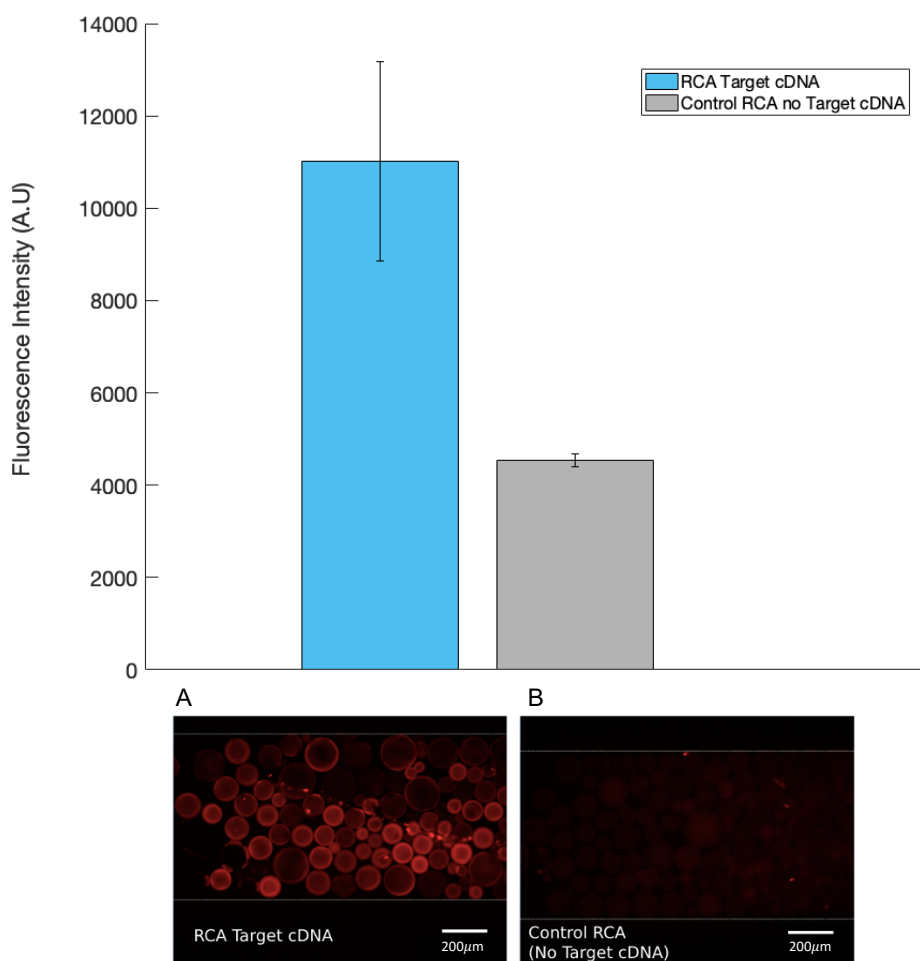 14000
12000
10000
8000
6000
4000
2000
0
Fluorescence Intensity (A.U)
RCA Target cDNA
Control RCA no Target cDNA
A
B
RCA Target cDNA
200μm
Control RCA
(No Target cDNA)
200μm